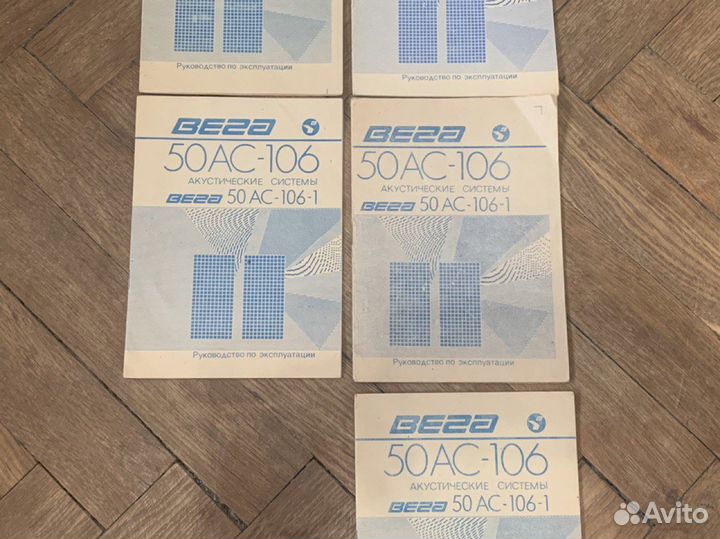 Руководство по эксплуатации
Руководство по эксплуатации
ВЕГА
50АС-106
АКУСТИЧЕСКИЕ СИСТЕМЫ
ВЕГА 50 АС-106-1
Руководство по эксплуатации
ВЕГА
50АС-106
АКУСТИЧЕСКИЕ СИСТЕМЫ
ВЕГА 50 АС-106-1
Руководство по эксплуатации
ВЕГА
50АС-106
АКУСТИЧЕСКИЕ СИСТЕМЫ
ВЕГА 50 АС-106-1
Avito